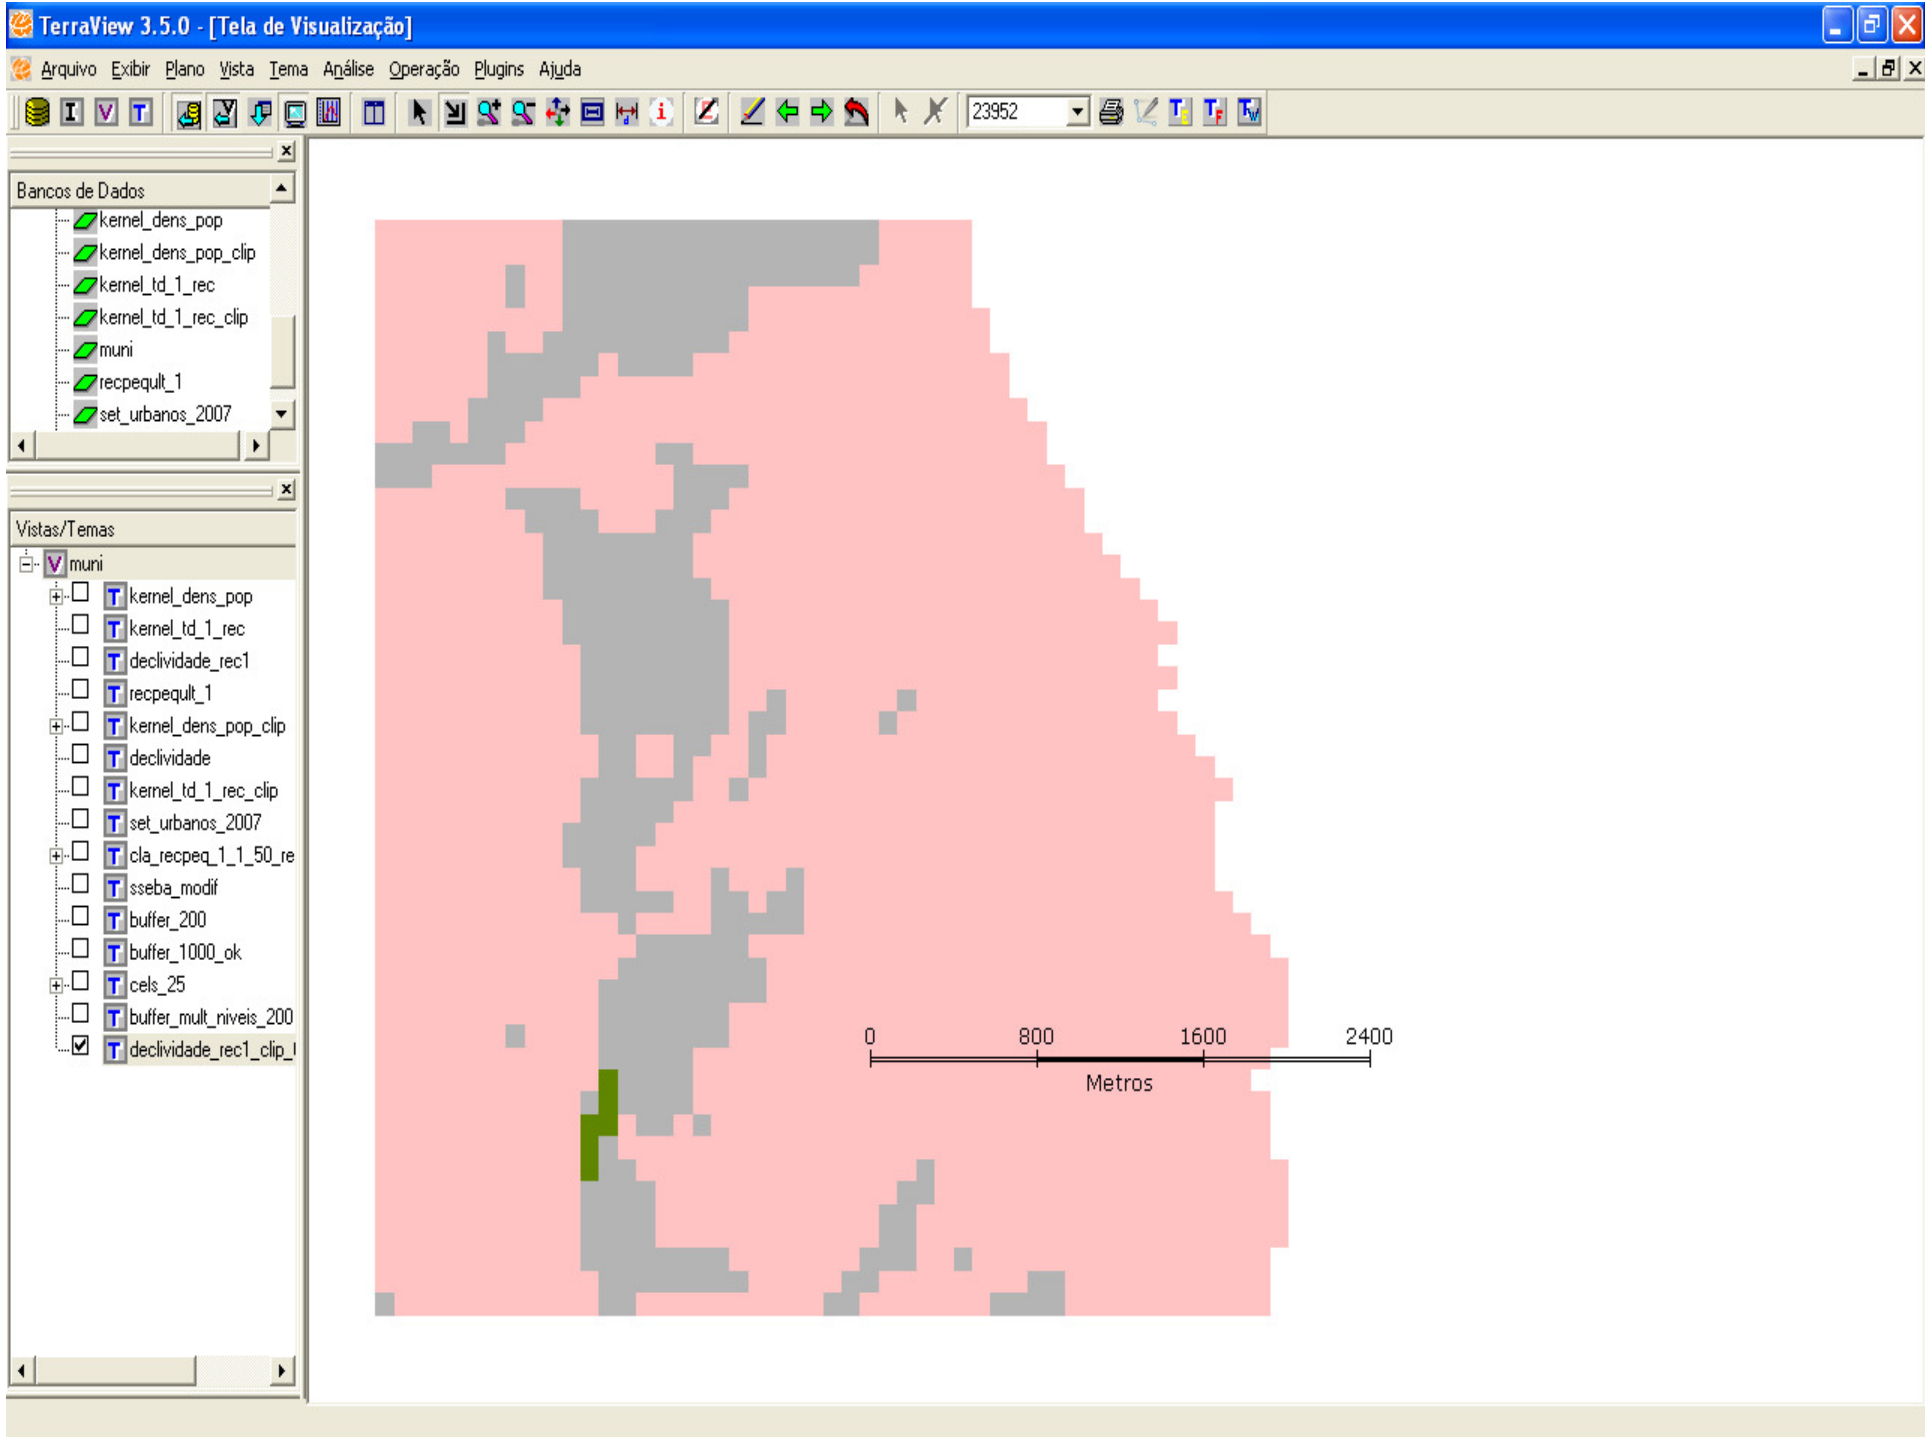 TerraView 3.5.0 - [Tela de Visualização]
Arquivo Exibir Plano Vista Tema Análise Operação Plugins Ajuda
I V T 23952 T T TW
Bancos de Dados
kernel_dens_pop
kernel_dens_pop_clip
kernel_td_1_rec
kernel_td_1_rec_clip
muni
recpeqult_1
set_urbanos_2007
Vistas/Temas
V muni
T kernel_dens_pop
T kernel_td_1_rec
T declividade_rec1
T recpeqult_1
T kernel_dens_pop_clip
T declividade
T kernel_td_1_rec_clip
T set_urbanos_2007
T cla_recpeq_1_1_50_re
T sseba_modif
T buffer_200
T buffer_1000_ok
T cels_25
T buffer_mult_niveis_200
T declividade_rec1_clip_
0 800 1600 2400
Metros